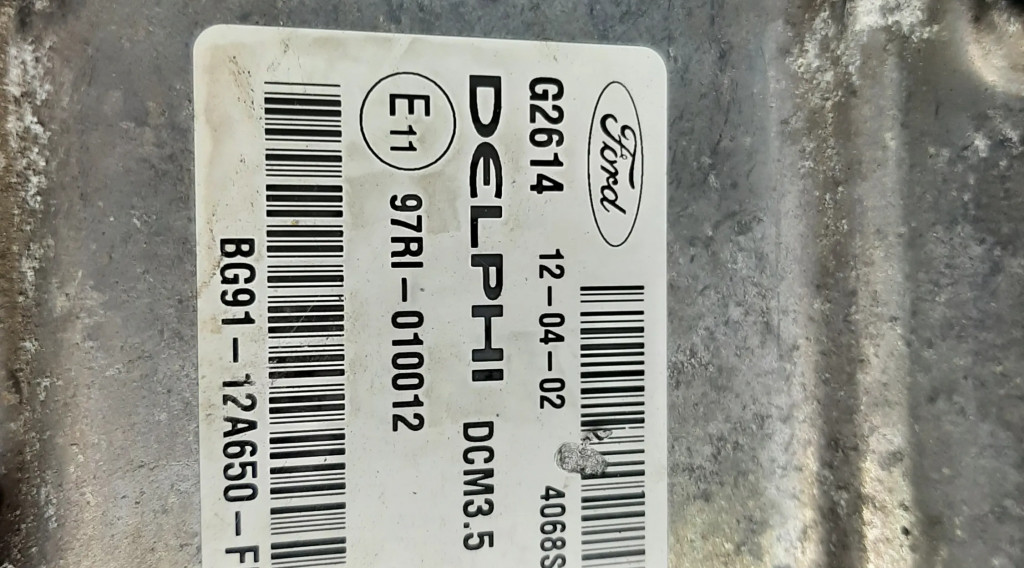 Ford
G2614 12-04-02 4068S
DELPHI DCM3.5
E11 97RI-010012
BG91-12A650-F